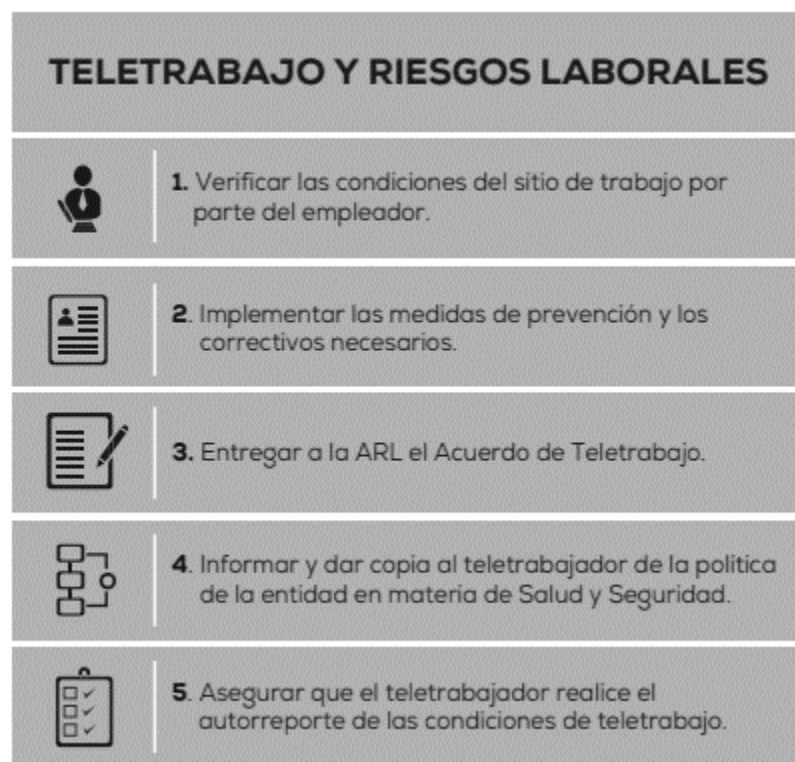 TELETRABAJO Y RIESGOS LABORALES
1. Verificar las condiciones del sitio de trabajo por
parte del empleador.
2. Implementar las medidas de prevención y los
correctivos necesarios.
3. Entregar a la ARL el Acuerdo de Teletrabajo.
4. Informar y dar copia al teletrabajador de la política
de la entidad en materia de Salud y Seguridad.
5. Asegurar que el teletrabajador realice el
autorreporte de las condiciones de teletrabajo.